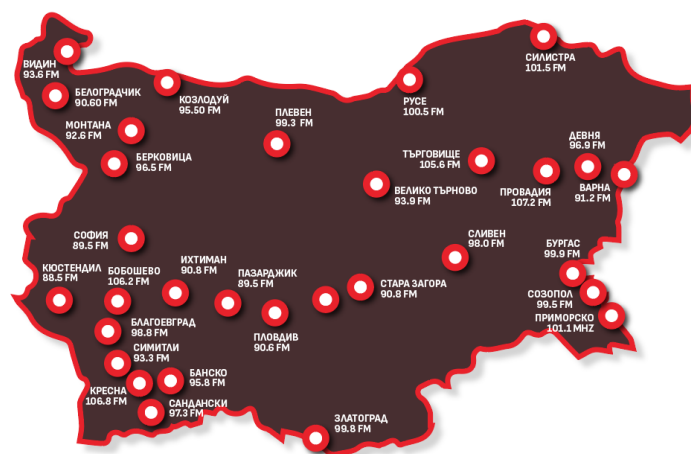 ВИДИН
93.6 FM
БЕЛОГРАДЧИК
90.60 FM
МОНТАНА
92.6 FM
БЕРКОВИЦА
96.5 FM
КОЗЛОДУЙ
95.50 FM
ПЛЕВЕН
99.3 FM
РУСЕ
100.5 FM
СИЛИСТРА
101.5 FM
ТЪРГОВИЩЕ
105.6 FM
ВЕЛИКО ТЪРНОВО
93.9 FM
ДЕВНЯ
96.9 FM
ПРОВАДИЯ
107.2 FM
ВАРНА
91.2 FM
СОФИЯ
89.5 FM
КЮСТЕНДИЛ
88.5 FM
БОБОШЕВО
106.2 FM
ИХТИМАН
90.8 FM
ПАЗАРДЖИК
89.5 FM
ПЛОВДИВ
90.6 FM
СТАРА ЗАГОРА
90.8 FM
СЛИВЕН
98.0 FM
БУРГАС
99.9 FM
СОЗОПОЛ
99.5 FM
ПРИМОРСКО
101.1 MHZ
БЛАГОЕВГРАД
98.8 FM
СИМИТЛИ
93.3 FM
КРЕСНА
106.8 FM
БАНСКО
95.8 FM
САНДАНСКИ
97.3 FM
ЗЛАТОГРАД
99.8 FM